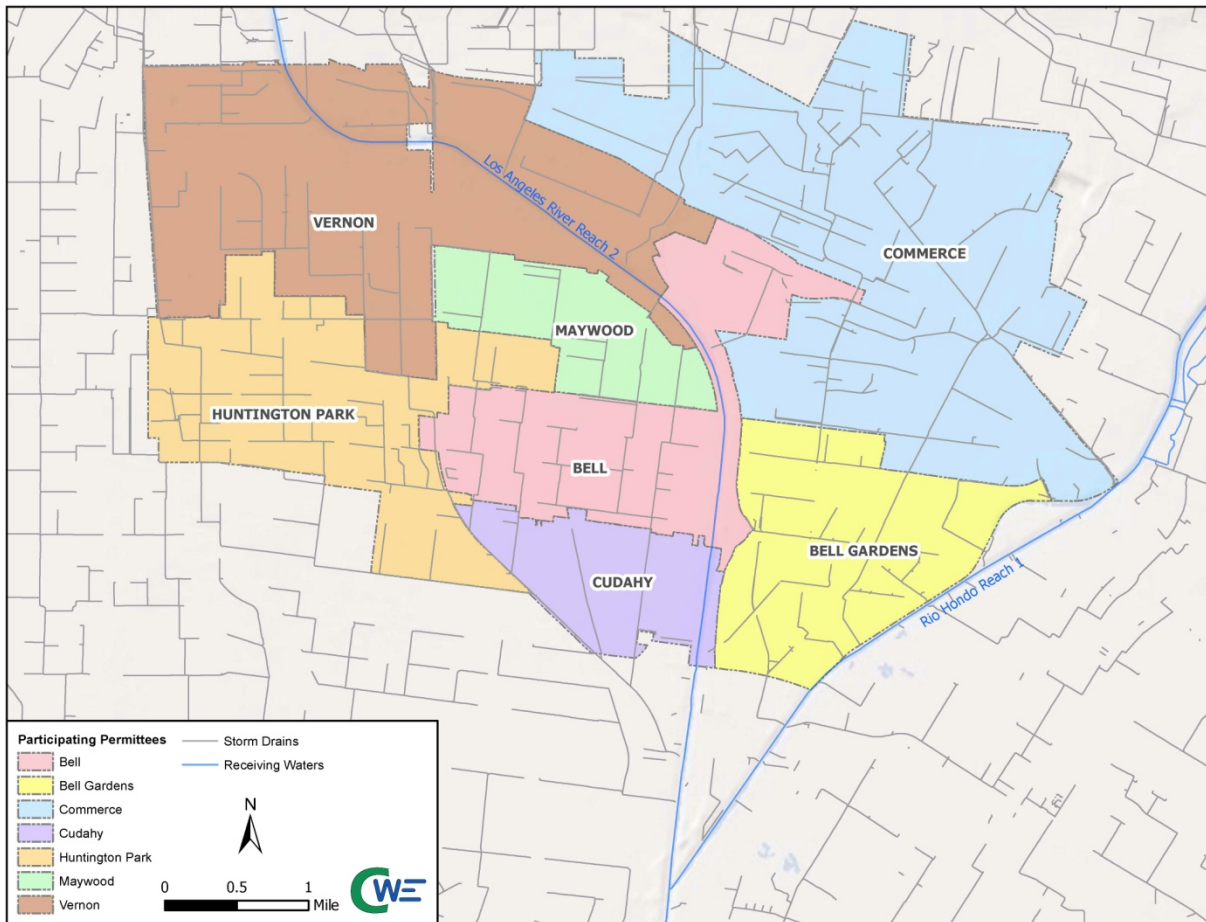 Los Angeles River Reach 2
VERNON
COMMERCE
MAYWOOD
HUNTINGTON PARK
BELL
BELL GARDENS
CUDAHY
Rio Hondo Reach 1
Participating Permittees
Bell
Bell Gardens
Commerce
Cudahy
Huntington Park
Maywood
Vernon
Storm Drains
Receiving Waters
N
0 0.5 1
Mile
CWE